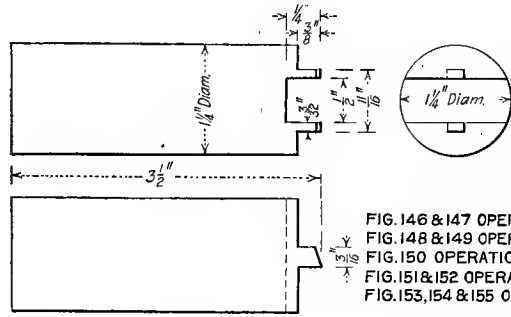 1/4"
3/8"
1 1/4" Diam.
3/32"
1/2"
11/16"
1 1/4" Diam.
3 1/2"
3/16"
FIG. 146 & 147 OPER
FIG. 148 & 149 OPER
FIG. 150 OPERATIO
FIG. 151 & 152 OPERA
FIG. 153, 154 & 155 O